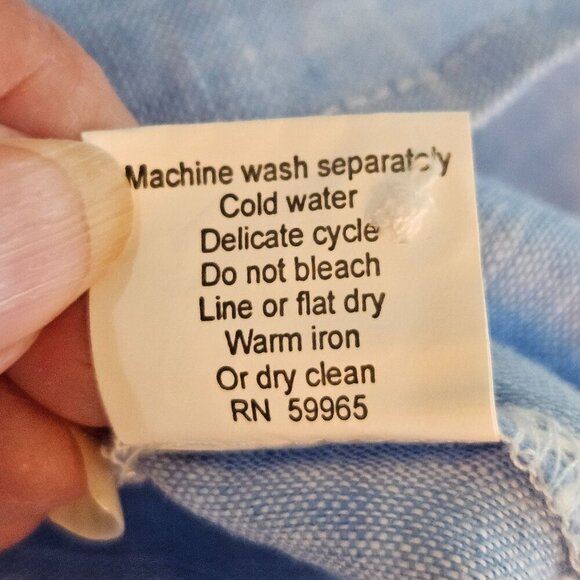 Machine wash separately
Cold water
Delicate cycle
Do not bleach
Line or flat dry
Warm iron
Or dry clean
RN 59965